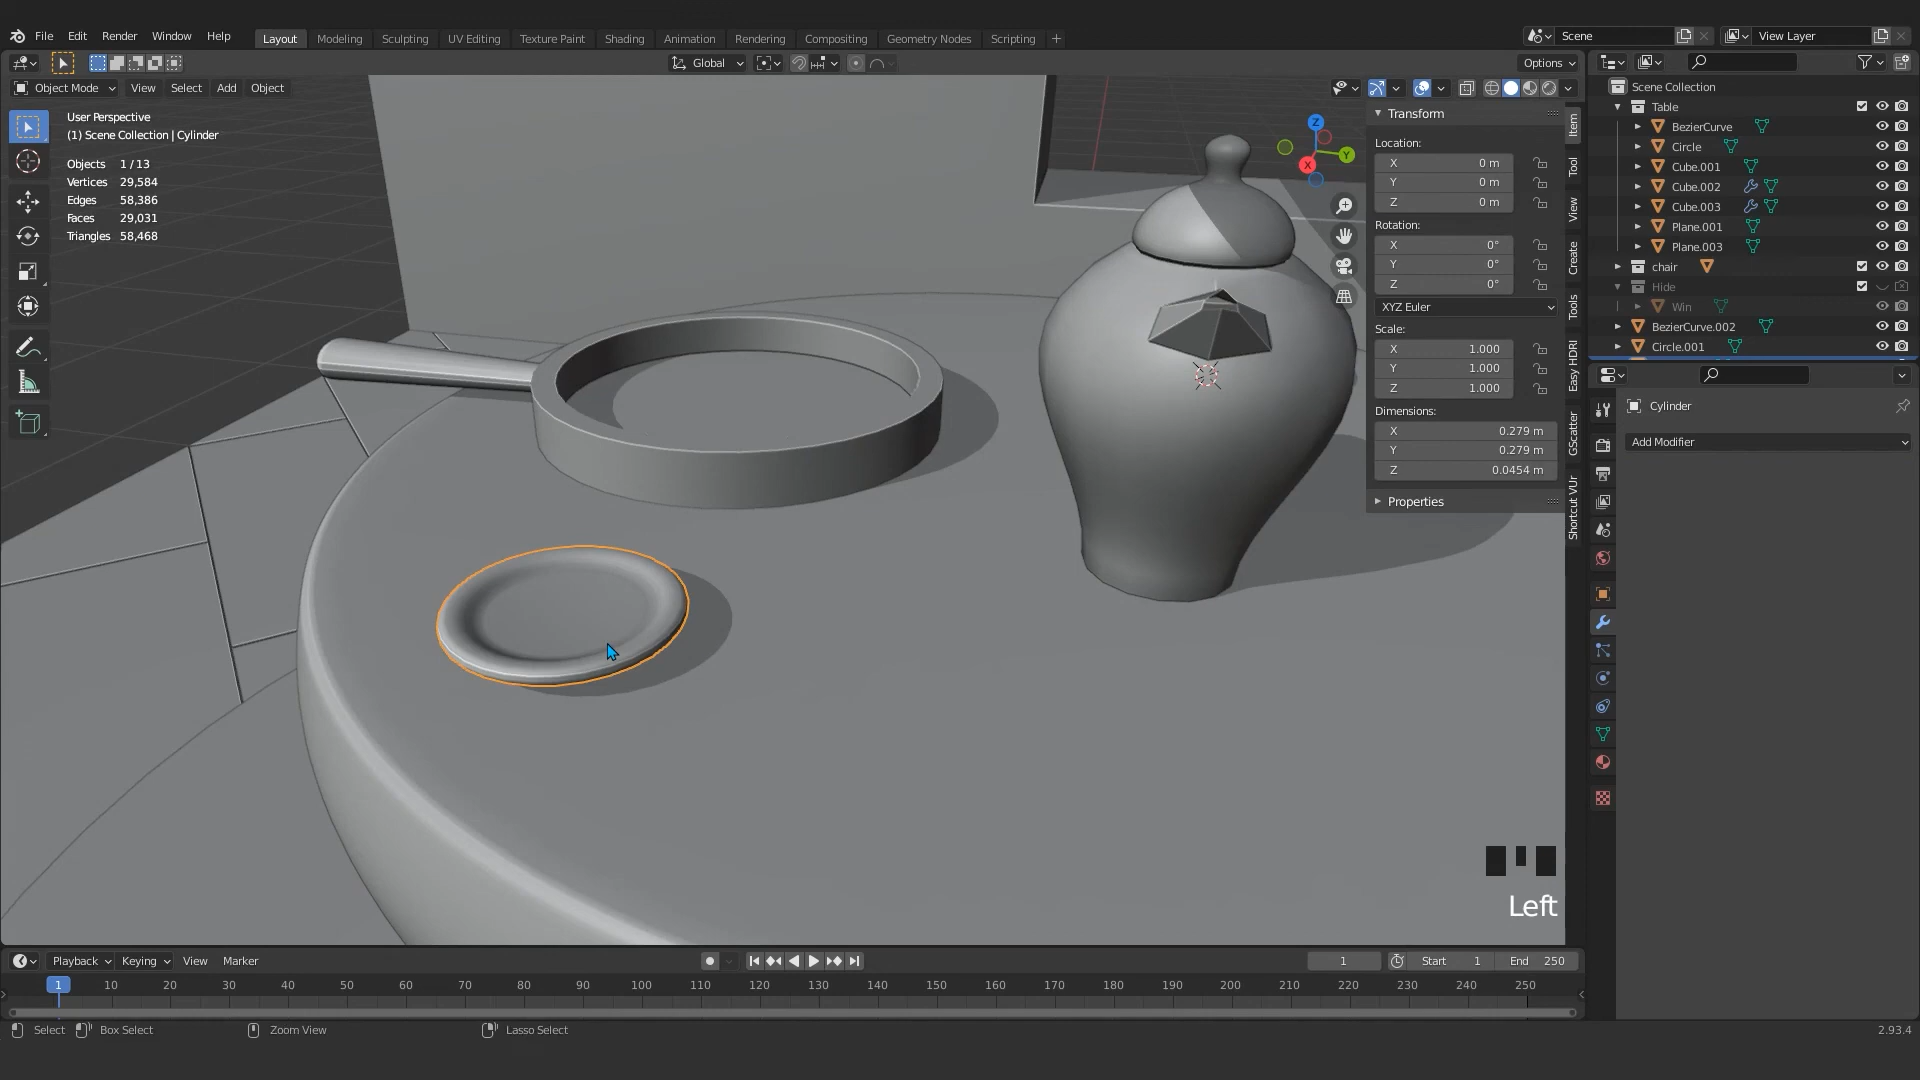 File Edit Render Window Help Layout Modeling Sculpting UV Editing Texture Paint Shading Animation Rendering Compositing Geometry Nodes Scripting Scene View Layer
Global Options
Object Mode View Select Add Object
User Perspective
(1) Scene Collection | Cylinder
Objects 1 / 13
Vertices 29,584
Edges 58,386
Faces 29,031
Triangles 58,468
Z
Y
X
Transform
Location:
X 0 m
Y 0 m
Z 0 m
Rotation:
X 0°
Y 0°
Z 0°
XYZ Euler
Scale:
X 1.000
Y 1.000
Z 1.000
Dimensions:
X 0.279 m
Y 0.279 m
Z 0.0454 m
Properties
Item
Tool
View
Create
Tools
Easy HDRI
GScatter
Shortcut VUr
Scene Collection
Table
BezierCurve
Circle
Cube.001
Cube.002
Cube.003
Plane.001
Plane.003
chair
Hide
Win
BezierCurve.002
Circle.001
Cylinder
Add Modifier
Left
Playback Keying View Marker 1 Start 1 End 250
1 10 20 30 40 50 60 70 80 90 100 110 120 130 140 150 160 170 180 190 200 210 220 230 240 250
Select Box Select Zoom View Lasso Select 2.93.4